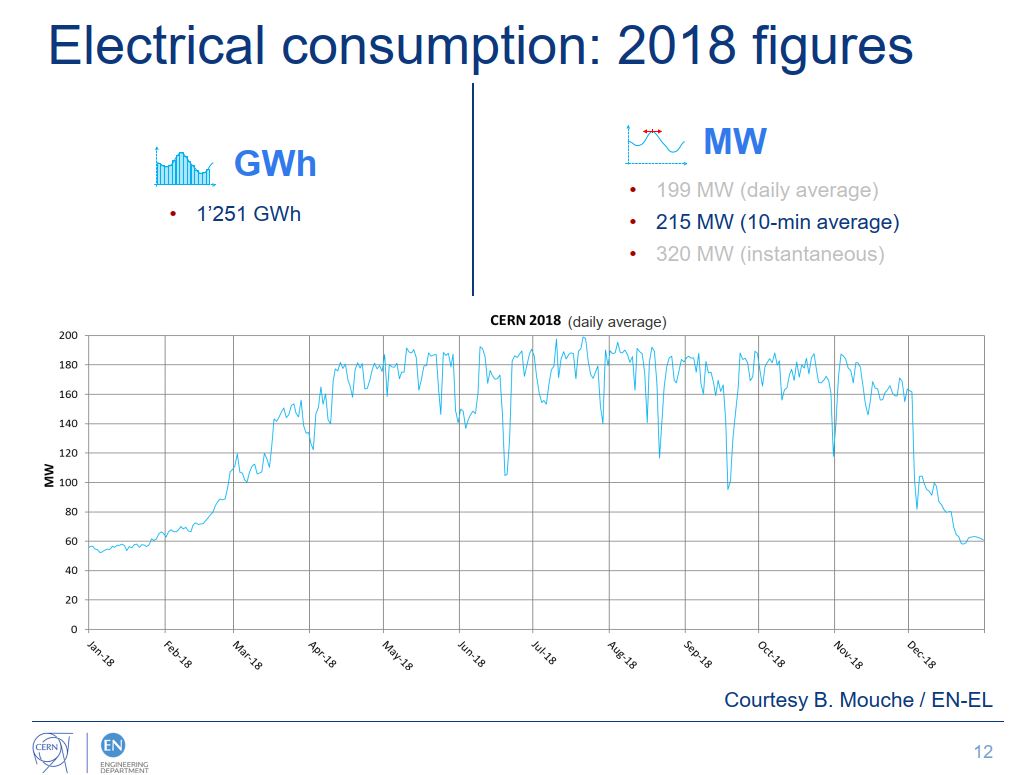 Electrical consumption: 2018 figures
GWh
• 1’251 GWh
MW
• 199 MW (daily average)
• 215 MW (10-min average)
• 320 MW (instantaneous)
CERN 2018 (daily average)
200
180
160
140
120
100
80
60
40
20
0
MW
Jan-18
Feb-18
Mar-18
Apr-18
May-18
Jun-18
Jul-18
Aug-18
Sep-18
Oct-18
Nov-18
Dec-18
Courtesy B. Mouche / EN-EL
CERN
EN
ENGINEERING
DEPARTMENT
12